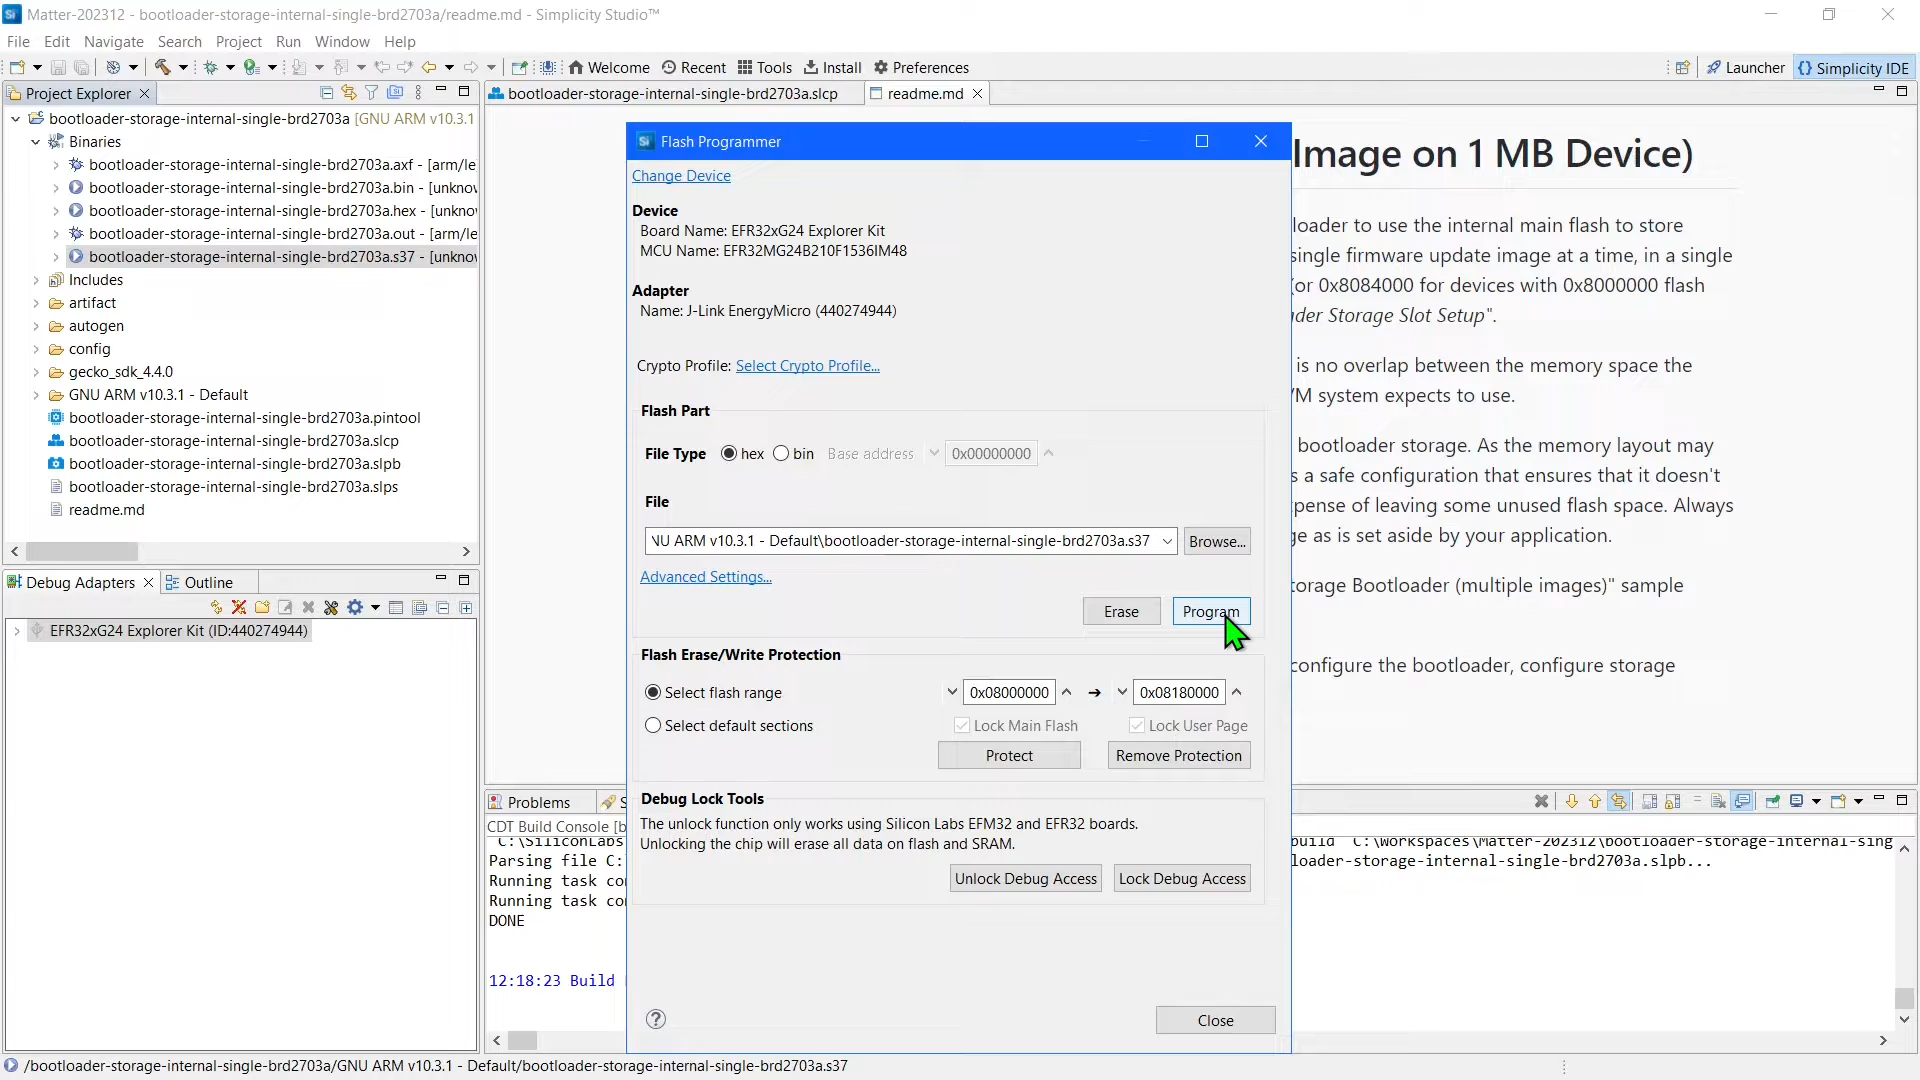 Matter-202312 - bootloader-storage-internal-single-brd2703a/readme.md - Simplicity Studio™
File Edit Navigate Search Project Run Window Help
Welcome Recent Tools Install Preferences
Launcher {} Simplicity IDE
Project Explorer
bootloader-storage-internal-single-brd2703a [GNU ARM v10.3.1
Binaries
bootloader-storage-internal-single-brd2703a.axf - [arm/le
bootloader-storage-internal-single-brd2703a.bin - [unknov
bootloader-storage-internal-single-brd2703a.hex - [unkno
bootloader-storage-internal-single-brd2703a.out - [arm/le
bootloader-storage-internal-single-brd2703a.s37 - [unknov
Includes
artifact
autogen
config
gecko_sdk_4.4.0
GNU ARM v10.3.1 - Default
bootloader-storage-internal-single-brd2703a.pintool
bootloader-storage-internal-single-brd2703a.slcp
bootloader-storage-internal-single-brd2703a.slpb
bootloader-storage-internal-single-brd2703a.slps
readme.md
Debug Adapters Outline
EFR32xG24 Explorer Kit (ID:440274944)
bootloader-storage-internal-single-brd2703a.slcp readme.md
Image on 1 MB Device)
loader to use the internal main flash to store
single firmware update image at a time, in a single
(or 0x8084000 for devices with 0x8000000 flash
der Storage Slot Setup".
is no overlap between the memory space the
M system expects to use.
bootloader storage. As the memory layout may
s a safe configuration that ensures that it doesn't
pense of leaving some unused flash space. Always
ge as is set aside by your application.
torage Bootloader (multiple images)" sample
configure the bootloader, configure storage
Flash Programmer
Change Device
Device
Board Name: EFR32xG24 Explorer Kit
MCU Name: EFR32MG24B210F1536IM48
Adapter
Name: J-Link EnergyMicro (440274944)
Crypto Profile: Select Crypto Profile...
Flash Part
File Type hex bin Base address 0x00000000
File
NU ARM v10.3.1 - Default\bootloader-storage-internal-single-brd2703a.s37 Browse...
Advanced Settings...
Erase Program
Flash Erase/Write Protection
Select flash range 0x08000000 → 0x08180000
Select default sections Lock Main Flash Lock User Page
Protect Remove Protection
Debug Lock Tools
The unlock function only works using Silicon Labs EFM32 and EFR32 boards.
Unlocking the chip will erase all data on flash and SRAM.
Unlock Debug Access Lock Debug Access
Close
Problems S
CDT Build Console [b
"C:\SiliconLabs build "C:\Workspaces\Matter-202312\bootloader-storage-internal-sing
Parsing file C: loader-storage-internal-single-brd2703a.slpb...
Running task co
Running task co
DONE
12:18:23 Build
/bootloader-storage-internal-single-brd2703a/GNU ARM v10.3.1 - Default/bootloader-storage-internal-single-brd2703a.s37